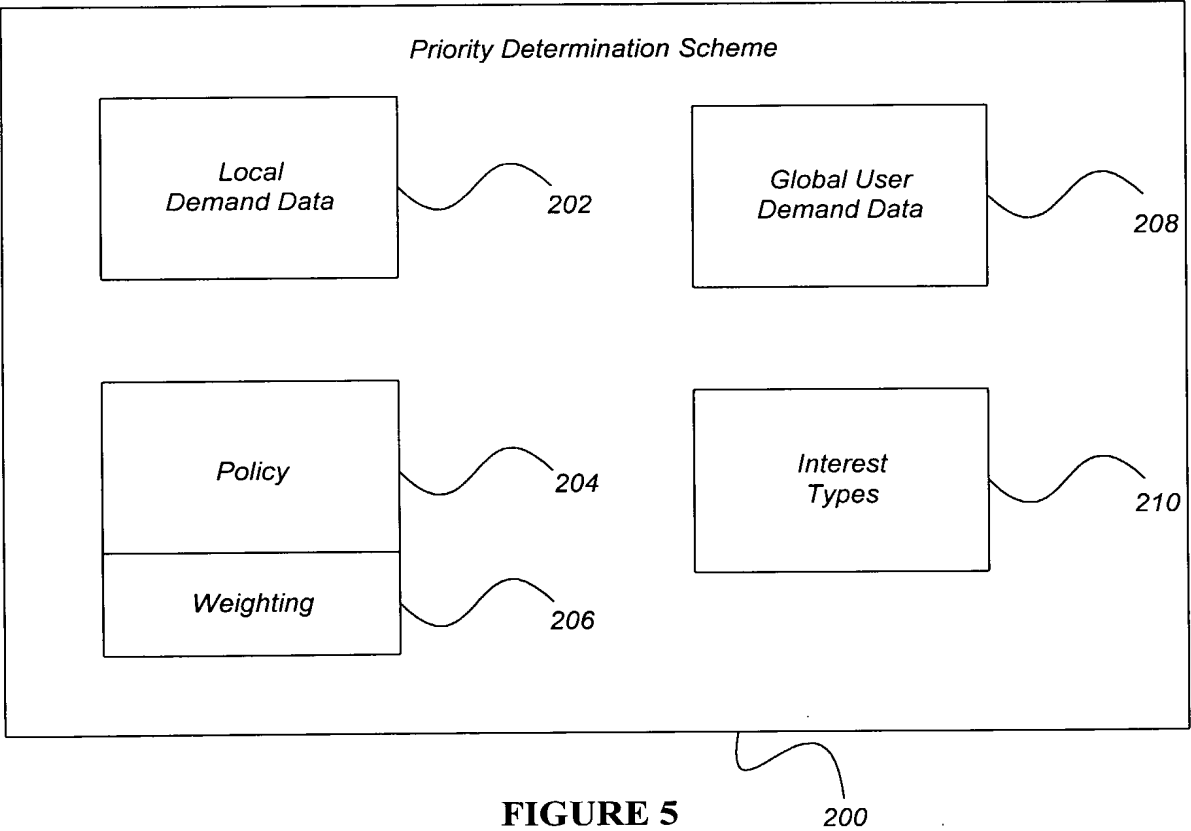 Priority Determination Scheme
Local
Demand Data
202
Global User
Demand Data
208
Policy
204
Weighting
206
Interest
Types
210
FIGURE 5
200